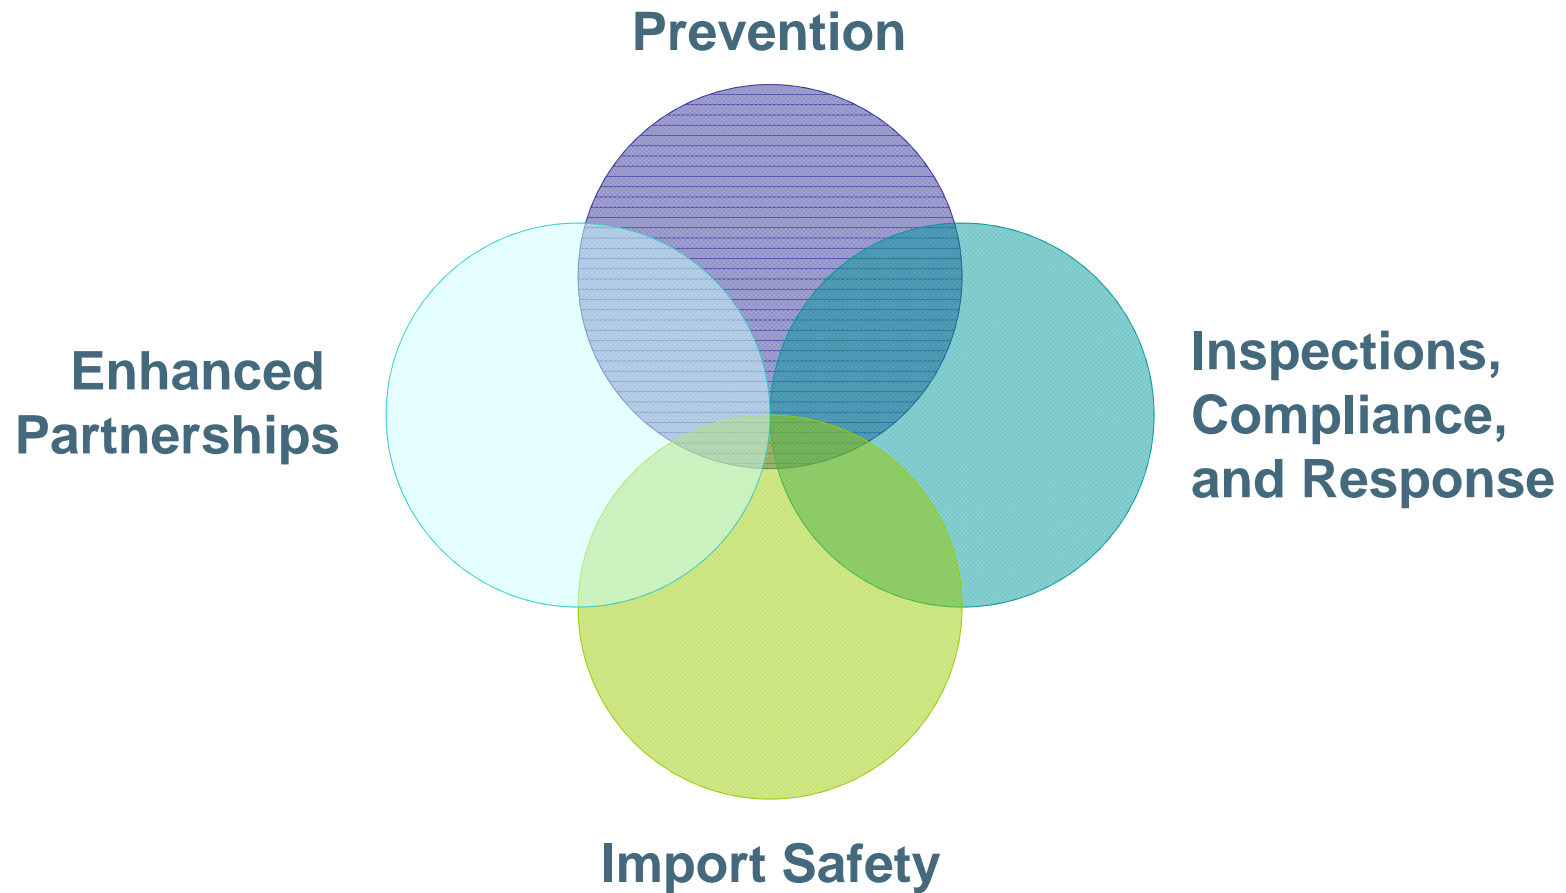 Prevention
Enhanced
Partnerships
Inspections,
Compliance,
and Response
Import Safety